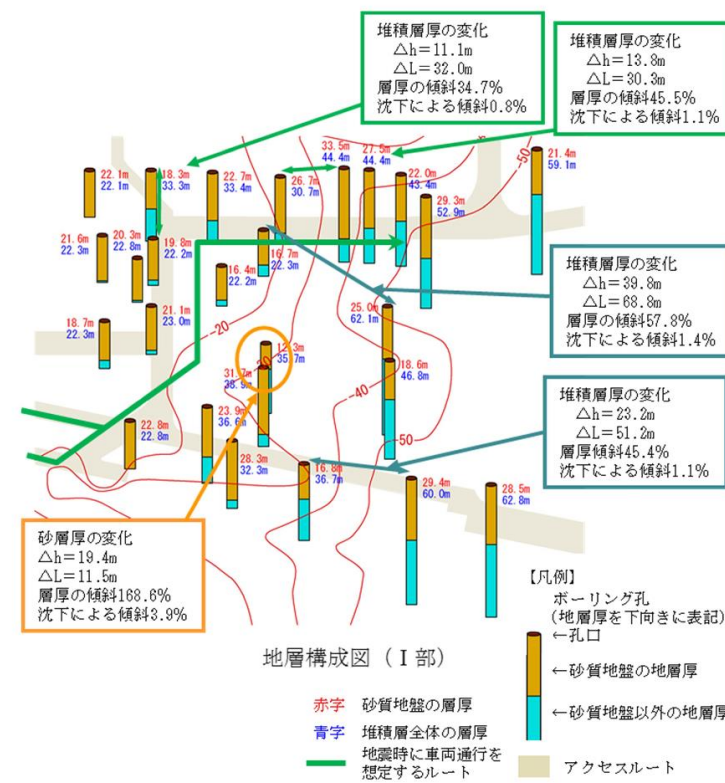 堆積層厚の変化
△h＝11.1m
△L＝32.0m
層厚の傾斜34.7%
沈下による傾斜0.8%
堆積層厚の変化
△h＝13.8m
△L＝30.3m
層厚の傾斜45.5%
沈下による傾斜1.1%
22.1m
22.1m
18.3m
33.3m
22.7m
33.4m
26.7m
30.7m
33.5m
44.4m
27.5m
44.4m
22.0m
43.4m
29.3m
52.9m
-50
21.4m
59.1m
21.6m
22.3m
20.3m
22.8m
19.8m
22.2m
16.4m
22.2m
16.7m
22.3m
堆積層厚の変化
△h＝39.8m
△L＝68.8m
層厚の傾斜57.8%
沈下による傾斜1.4%
18.7m
22.3m
21.1m
23.0m
-20
25.0m
62.1m
35.7m
18.6m
46.8m
-40
-50
22.8m
22.8m
23.9m
36.6m
28.3m
32.3m
16.8m
36.7m
29.4m
60.0m
28.5m
62.8m
堆積層厚の変化
△h＝23.2m
△L＝51.2m
層厚傾斜45.4%
沈下による傾斜1.1%
砂層厚の変化
△h＝19.4m
△L＝11.5m
層厚の傾斜168.6%
沈下による傾斜3.9%
地層構成図（Ⅰ部）
【凡例】
ボーリング孔
(地層厚を下向きに表記)
←孔口
←砂質地盤の地層厚
←砂質地盤以外の地層厚
赤字 砂質地盤の層厚
青字 堆積層全体の層厚
地震時に車両通行を
想定するルート
アクセスルート